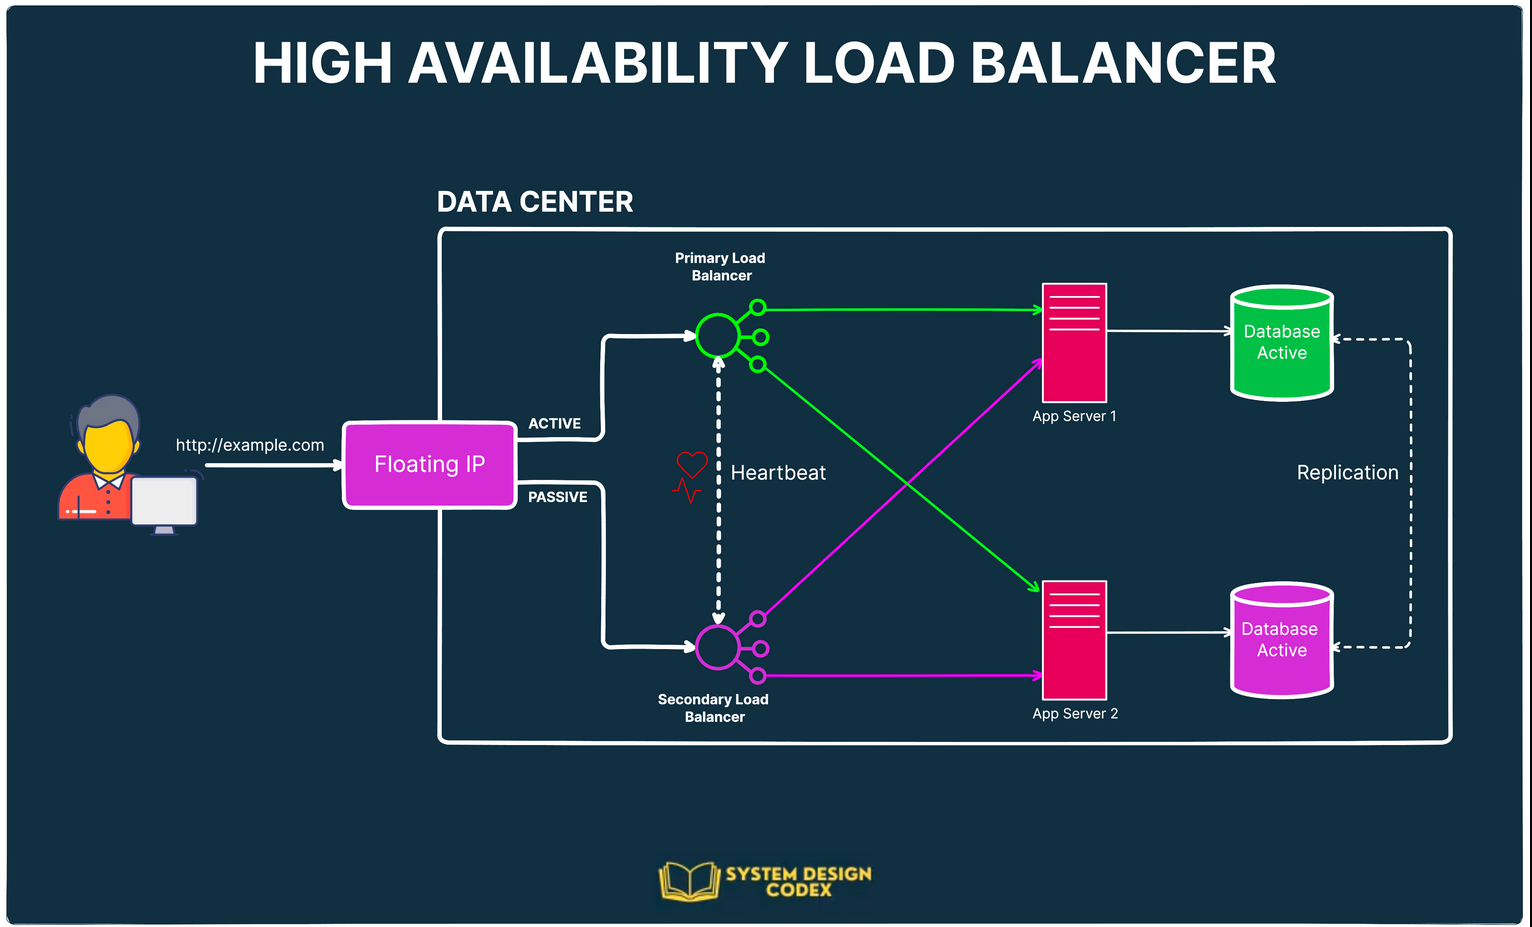 HIGH AVAILABILITY LOAD BALANCER
DATA CENTER
Primary Load
Balancer
Database
Active
App Server 1
ACTIVE
http://example.com
Floating IP
Heartbeat
Replication
PASSIVE
Database
Active
Secondary Load
Balancer
App Server 2
SYSTEM DESIGN
CODEX